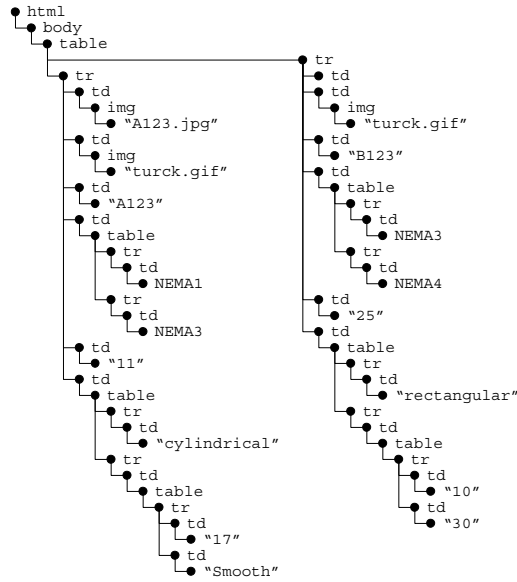 html
body
table
tr
td
img
“A123.jpg”
td
img
“turck.gif”
td
“A123”
td
table
tr
td
NEMA1
tr
td
NEMA3
td
“11”
td
table
tr
td
“cylindrical”
tr
td
table
tr
td
“17”
td
“Smooth”
tr
td
td
img
“turck.gif”
td
“B123”
td
table
tr
td
NEMA3
tr
td
NEMA4
td
“25”
td
table
tr
td
“rectangular”
tr
td
table
tr
td
“10”
td
“30”